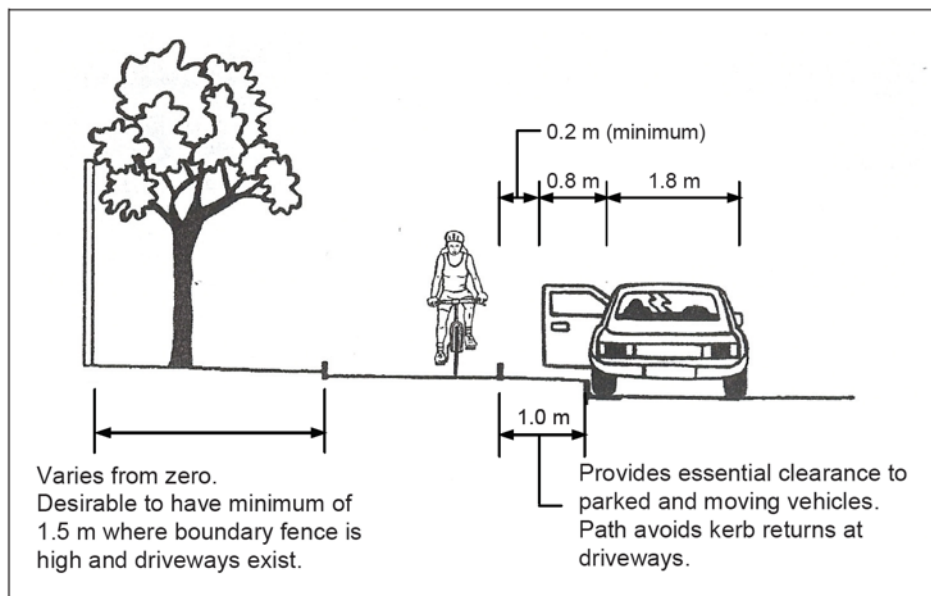 0.2 m (minimum)
0.8 m
1.8 m
1.0 m
Varies from zero.
Desirable to have minimum of
1.5 m where boundary fence is
high and driveways exist.
Provides essential clearance to
parked and moving vehicles.
Path avoids kerb returns at
driveways.